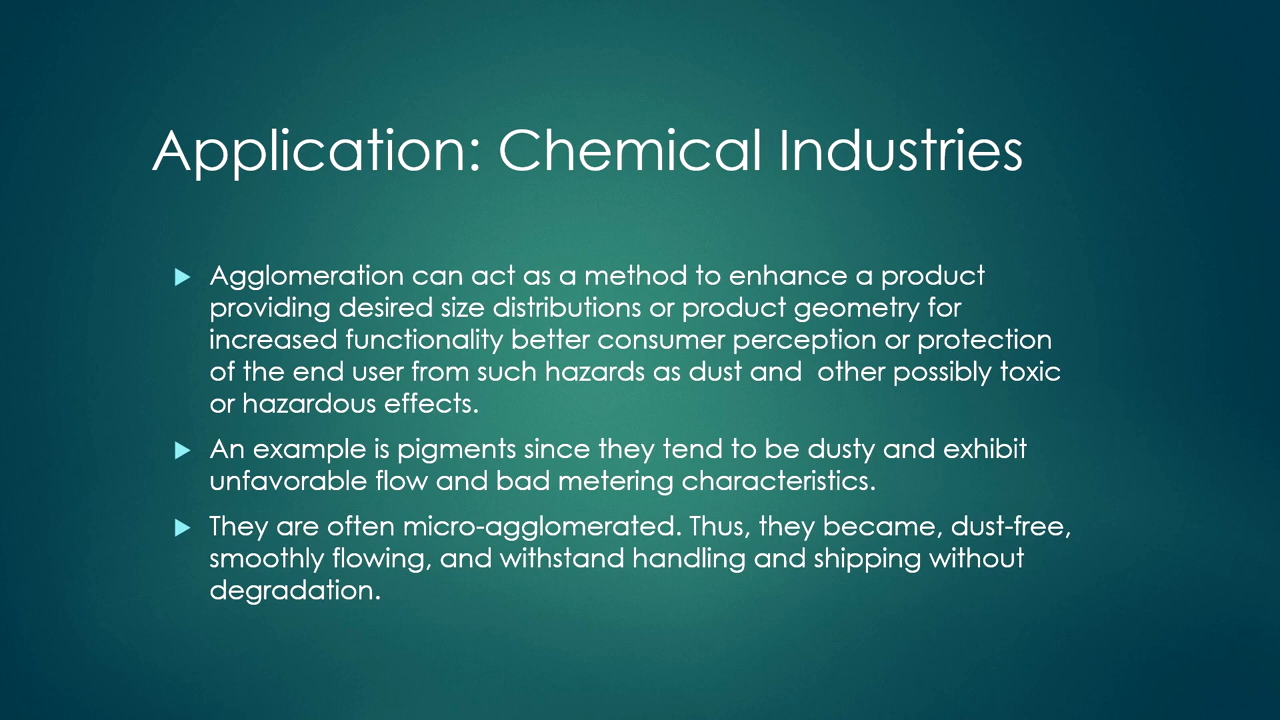 Application: Chemical Industries
Agglomeration can act as a method to enhance a product
providing desired size distributions or product geometry for
increased functionality better consumer perception or protection
of the end user from such hazards as dust and  other possibly toxic
or hazardous effects.
An example is pigments since they tend to be dusty and exhibit
unfavorable flow and bad metering characteristics.
They are often micro-agglomerated. Thus, they became, dust-free,
smoothly flowing, and withstand handling and shipping without
degradation.